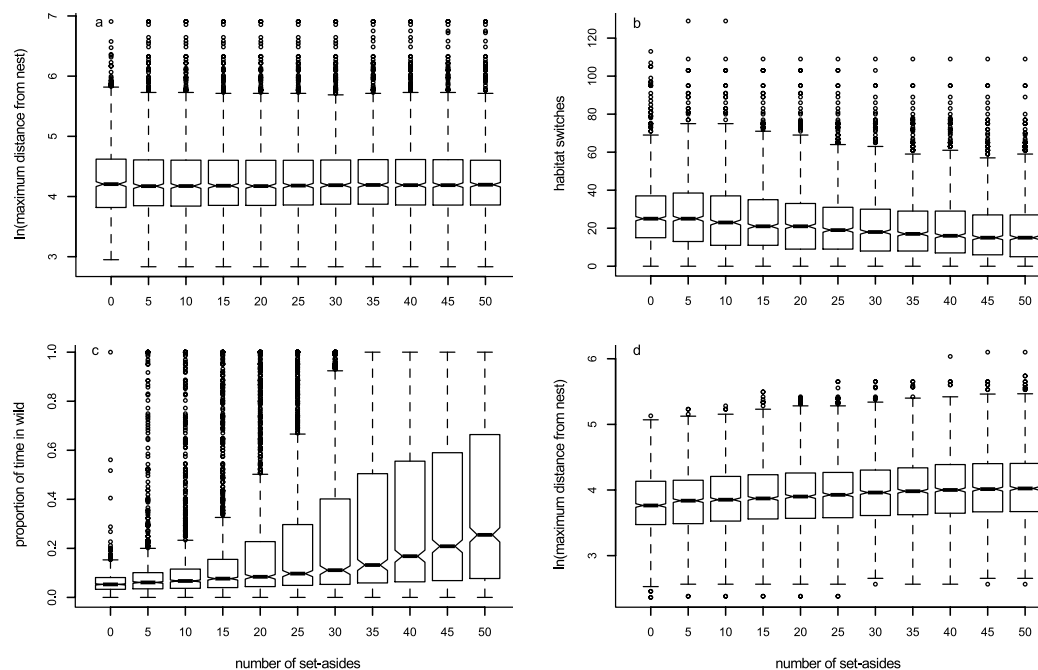 a
ln(maximum distance from nest)
7
6
5
4
3
0 5 10 15 20 25 30 35 40 45 50
b
habitat switches
120
100
80
60
40
20
0
0 5 10 15 20 25 30 35 40 45 50
c
proportion of time in wild
1.0
0.8
0.6
0.4
0.2
0.0
0 5 10 15 20 25 30 35 40 45 50
number of set-asides
d
ln(maximum distance from nest)
6
5
4
3
0 5 10 15 20 25 30 35 40 45 50
number of set-asides